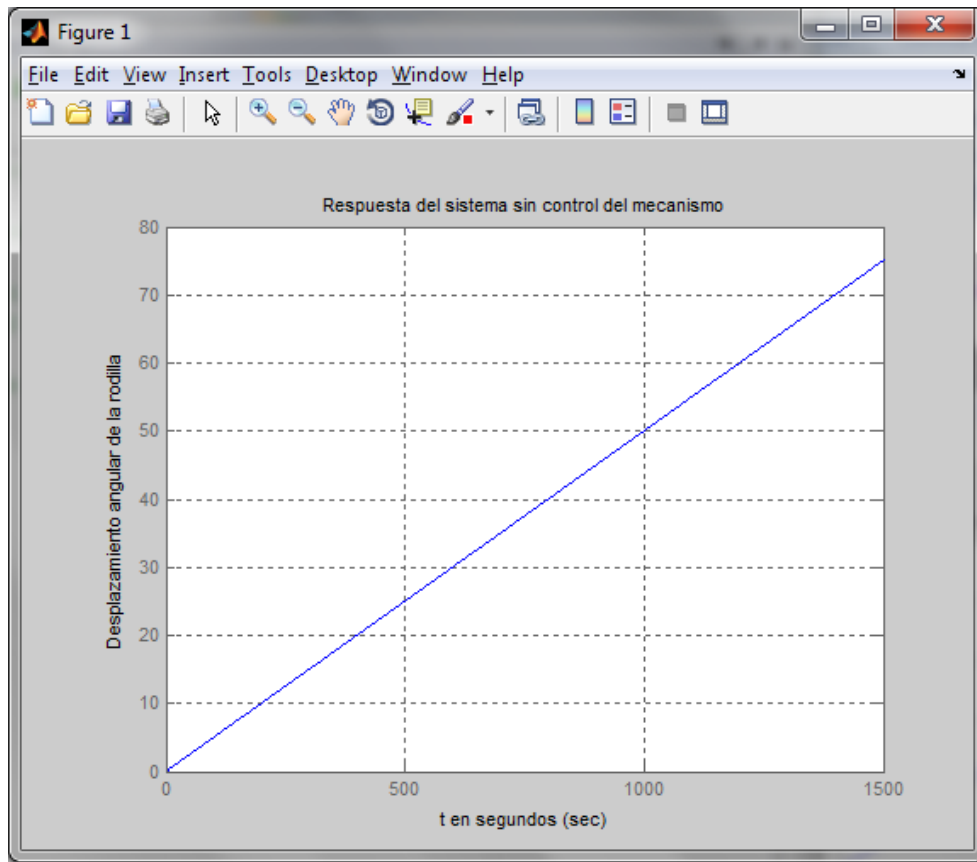 Figure 1
File Edit View Insert Tools Desktop Window Help
Respuesta del sistema sin control del mecanismo
80
70
60
50
40
30
20
10
0
Desplazamiento angular de la rodilla
0 500 1000 1500
t en segundos (sec)